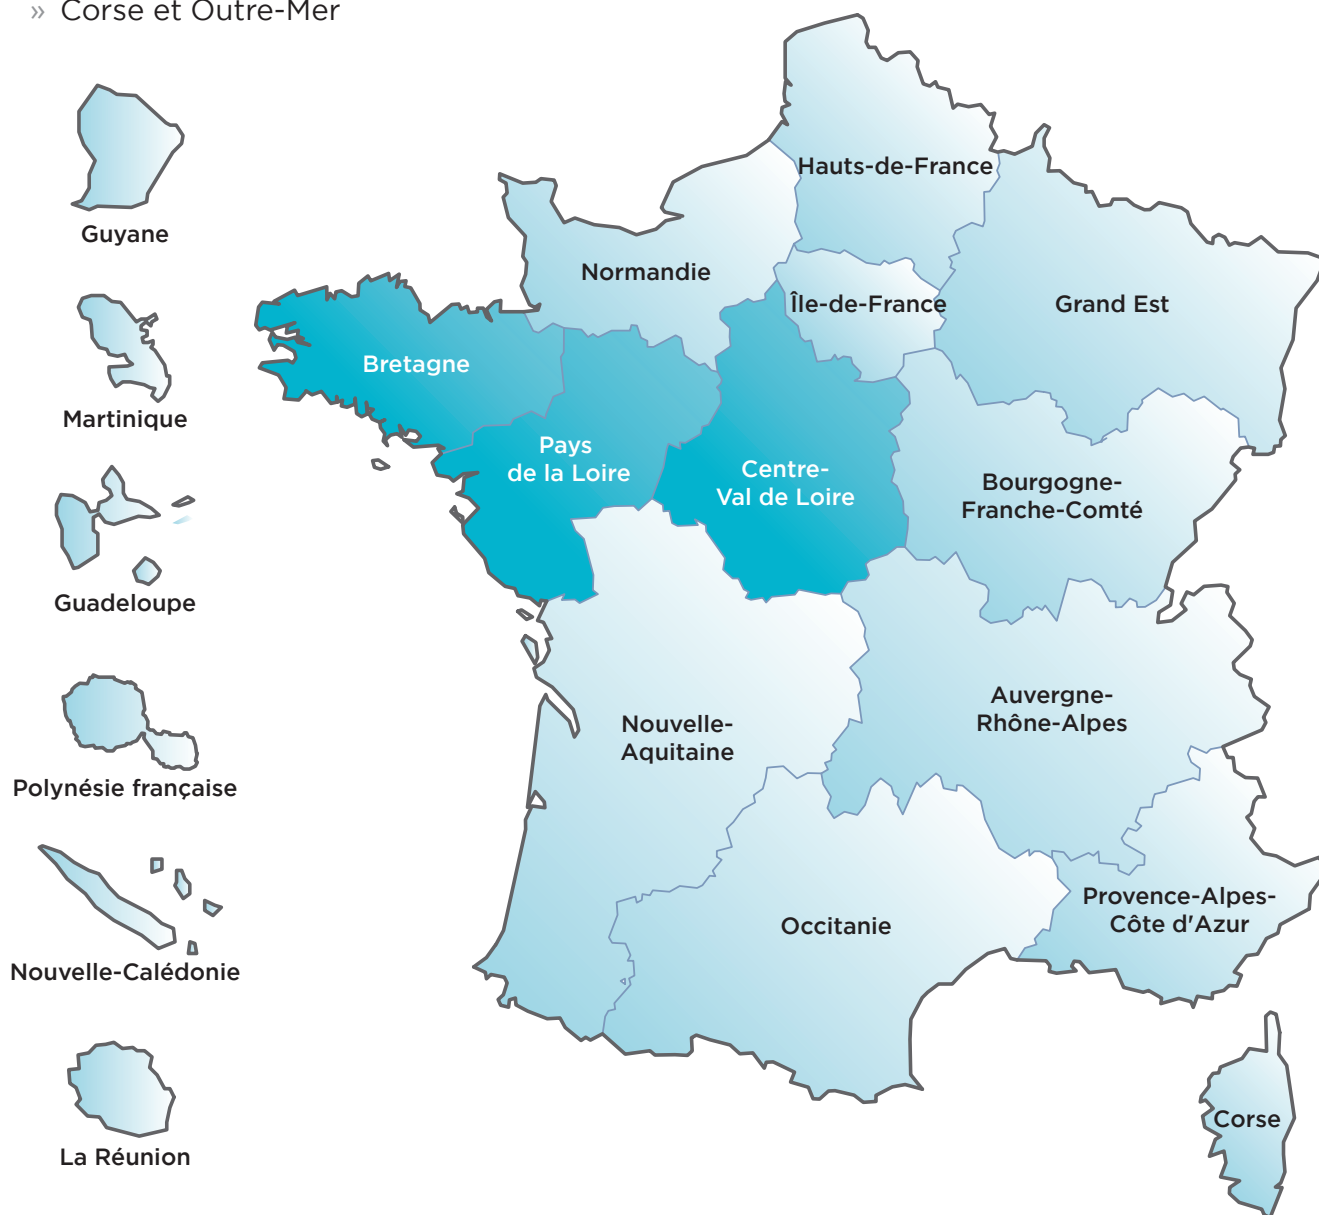 » Corse et Outre-Mer
Guyane
Martinique
Guadeloupe
Polynésie française
Nouvelle-Calédonie
La Réunion
Hauts-de-France
Normandie
Île-de-France
Grand Est
Bretagne
Pays
de la Loire
Centre-
Val de Loire
Bourgogne-
Franche-Comté
Auvergne-
Rhône-Alpes
Nouvelle-
Aquitaine
Occitanie
Provence-Alpes-
Côte d'Azur
Corse